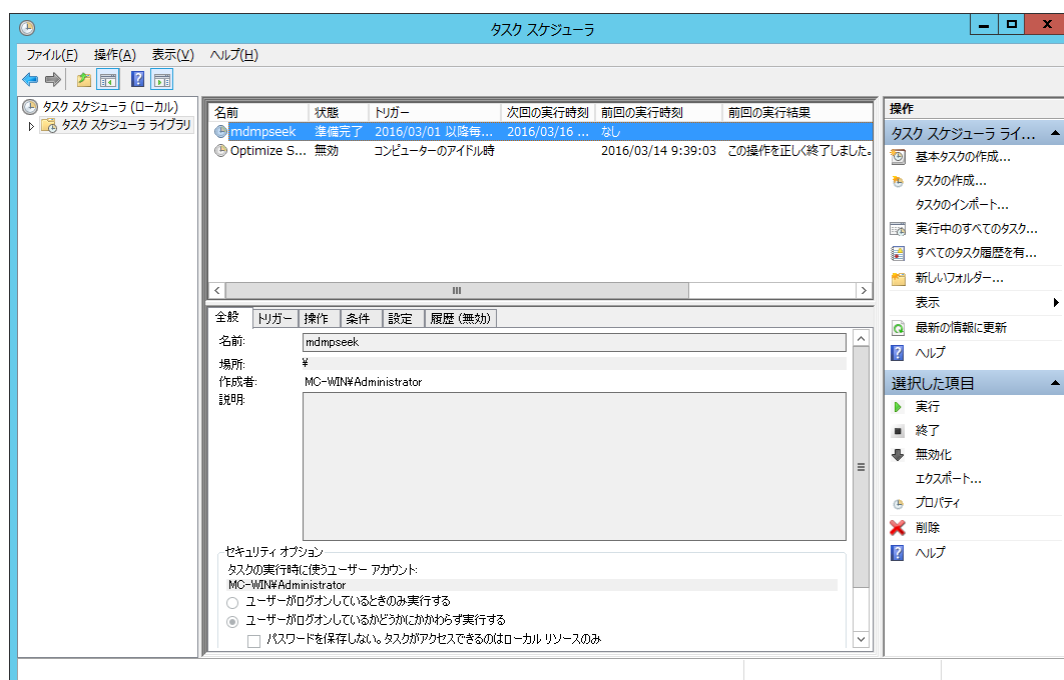 タスク スケジューラ
ファイル(F) 操作(A) 表示(V) ヘルプ(H)
タスク スケジューラ (ローカル)
タスク スケジューラ ライブラリ
名前 状態 トリガー 次回の実行時刻 前回の実行時刻 前回の実行結果
mdmpseek 準備完了 2016/03/01 以降毎... 2016/03/16 ... なし
Optimize S... 無効 コンピューターのアイドル時 2016/03/14 9:39:03 この操作を正しく終了しました。
全般 トリガー 操作 条件 設定 履歴 (無効)
名前: mdmpseek
場所: ¥
作成者: MC-WIN¥Administrator
説明:
セキュリティ オプション
タスクの実行時に使うユーザー アカウント:
MC-WIN¥Administrator
ユーザーがログオンしているときのみ実行する
ユーザーがログオンしているかどうかにかかわらず実行する
パスワードを保存しない。タスクがアクセスできるのはローカル リソースのみ
操作
タスク スケジューラ ライ...
基本タスクの作成...
タスクの作成...
タスクのインポート...
実行中のすべてのタスク...
すべてのタスク履歴を有...
新しいフォルダー...
表示
最新の情報に更新
ヘルプ
選択した項目
実行
終了
無効化
エクスポート...
プロパティ
削除
ヘルプ